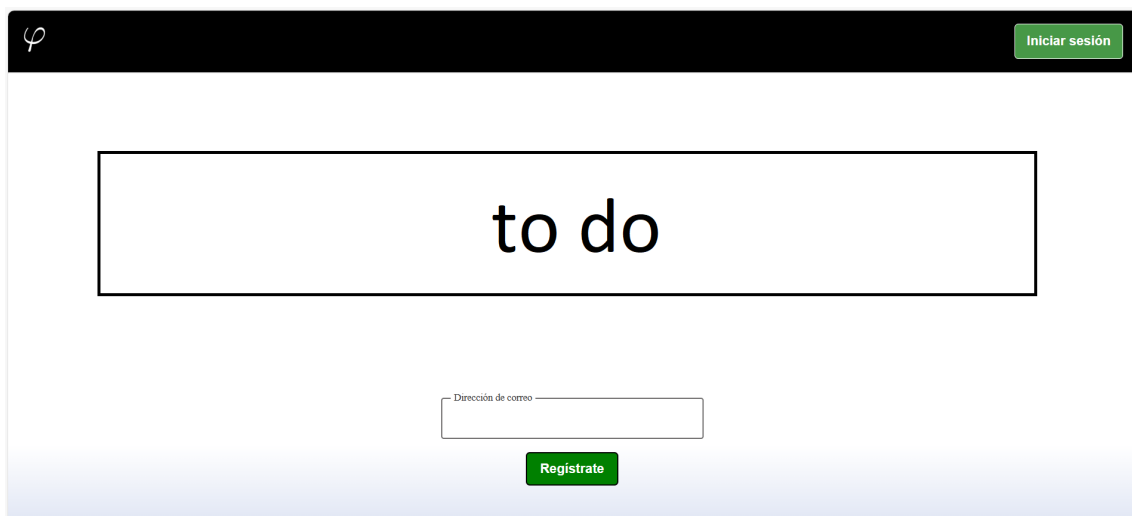 φ
Iniciar sesión
to do
Dirección de correo
Regístrate